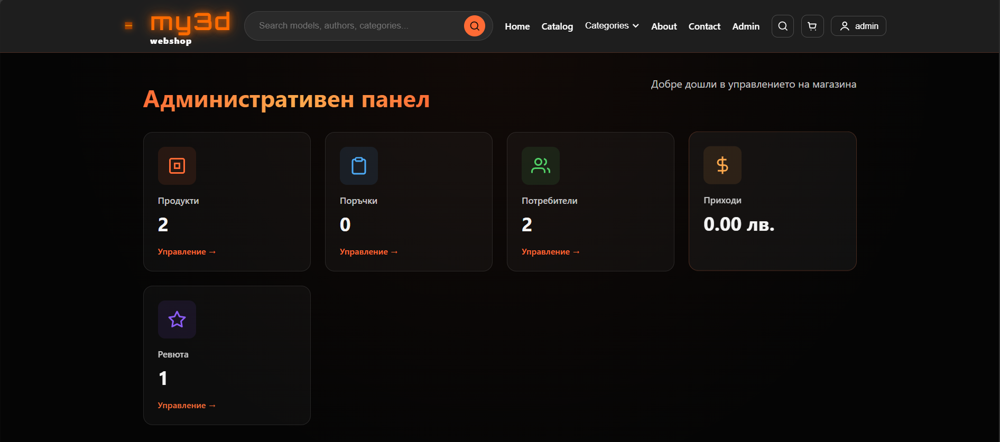 my3d
webshop
Search models, authors, categories...
Home
Catalog
Categories
About
Contact
Admin
admin
Добре дошли в управлението на магазина
Административен панел
Продукти
2
Управление →
Поръчки
0
Управление →
Потребители
2
Управление →
Приходи
0.00 лв.
Ревюта
1
Управление →